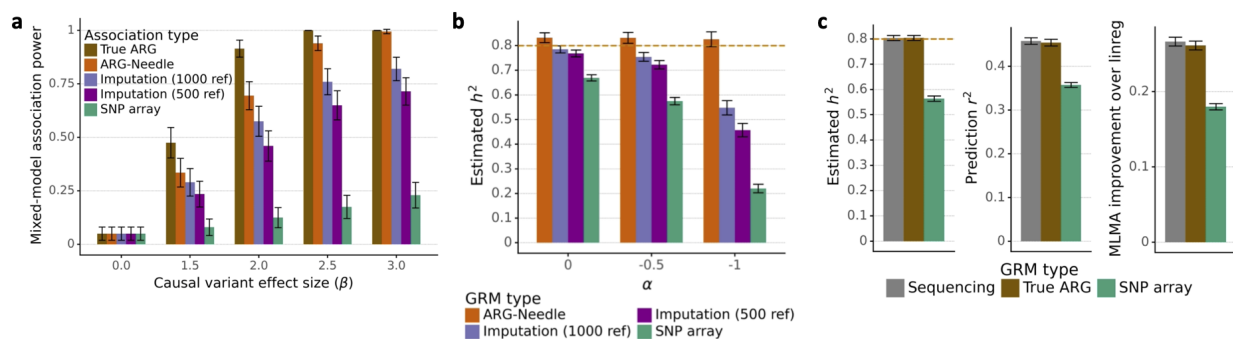 a
Mixed-model association power
1
0.75
0.50
0.25
0
Association type
True ARG
ARG-Needle
Imputation (1000 ref)
Imputation (500 ref)
SNP array
0.0 1.5 2.0 2.5 3.0
Causal variant effect size (β)
b
Estimated h²
0.8
0.7
0.6
0.5
0.4
0.3
0.2
0.1
0
0 -0.5 -1
α
GRM type
ARG-Needle Imputation (500 ref)
Imputation (1000 ref) SNP array
c
Estimated h²
0.8
0.7
0.6
0.5
0.4
0.3
0.2
0.1
0
Prediction r²
0.4
0.3
0.2
0.1
0
MLMA improvement over linreg
0.2
0.1
0
GRM type
Sequencing True ARG SNP array